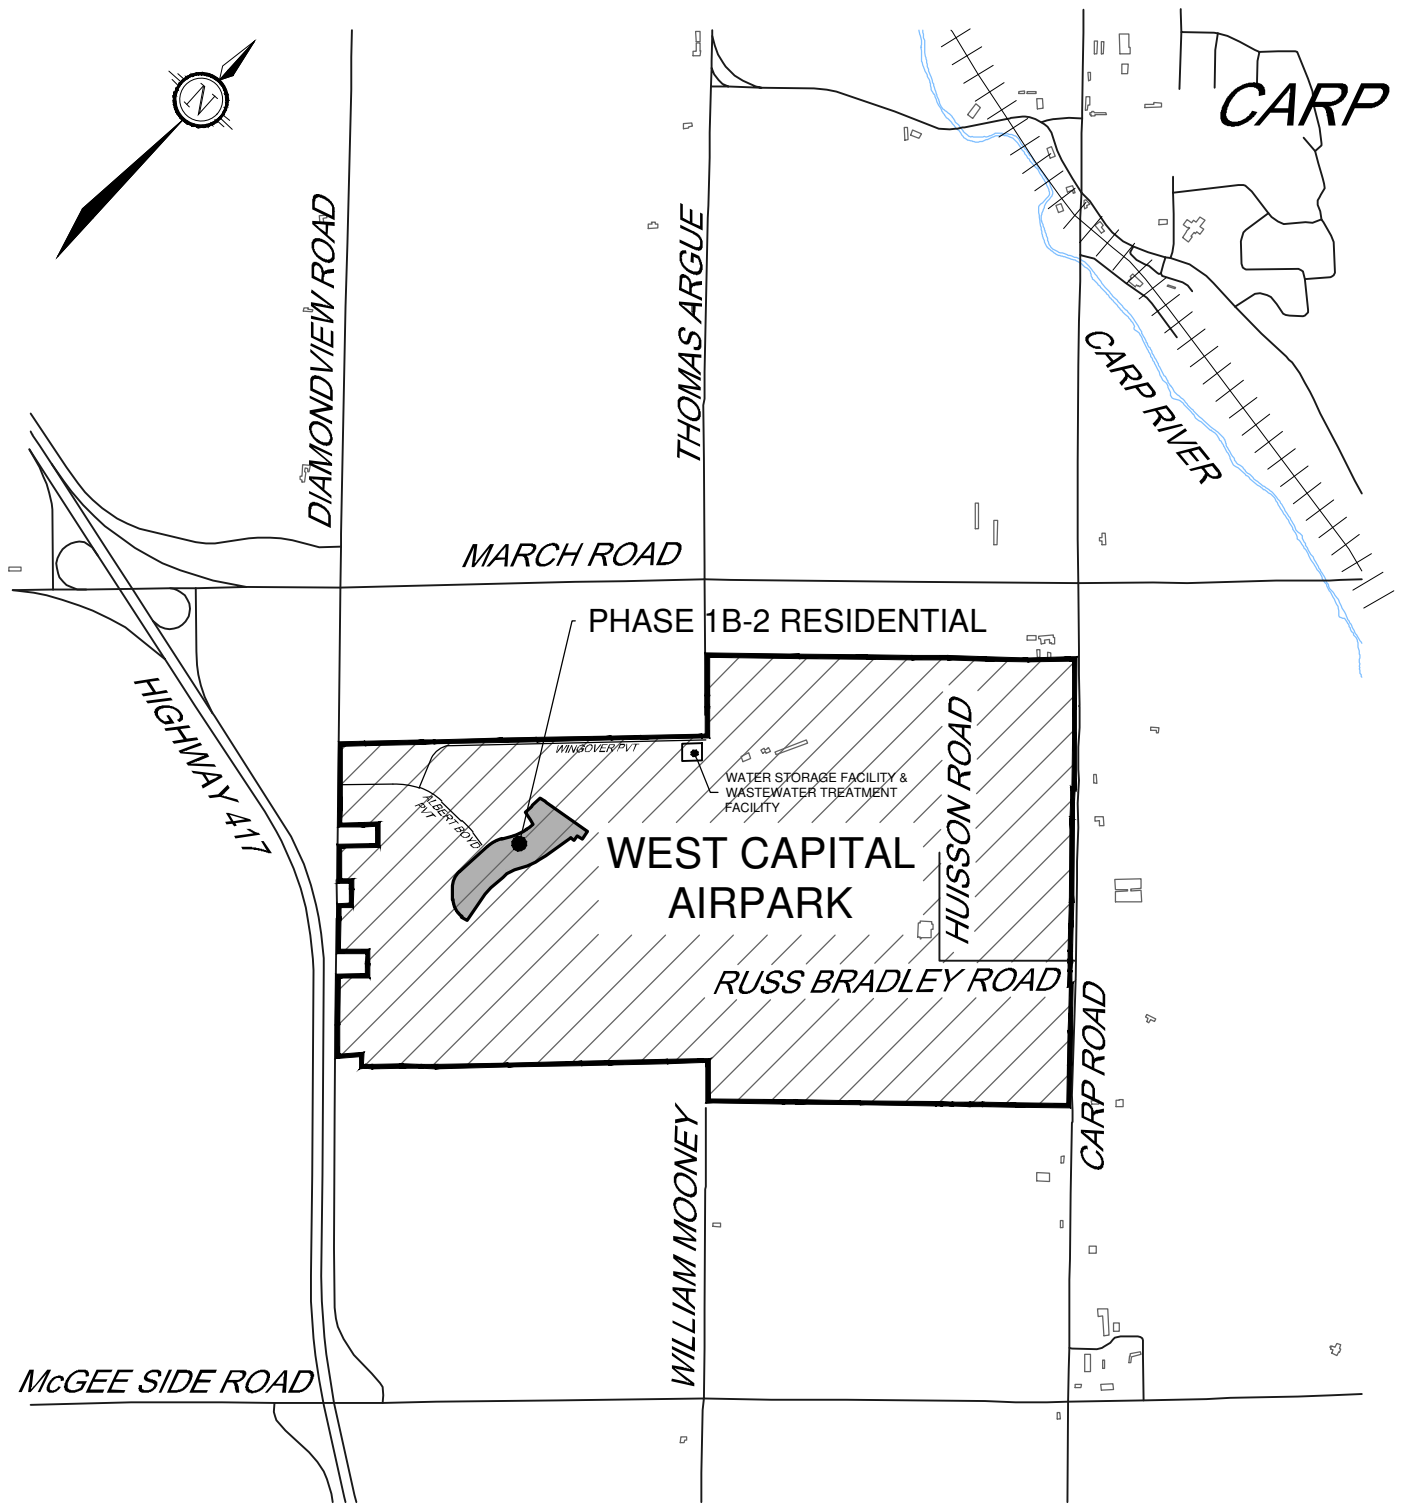 N
CARP
DIAMONDVIEW ROAD
THOMAS ARGUE
CARP RIVER
MARCH ROAD
PHASE 1B-2 RESIDENTIAL
HIGHWAY 417
WINGOVER PVT
WATER STORAGE FACILITY &
WASTEWATER TREATMENT
FACILITY
ALBERT BOYD
PVT
HUISSON ROAD
WEST CAPITAL
AIRPARK
RUSS BRADLEY ROAD
CARP ROAD
WILLIAM MOONEY
McGEE SIDE ROAD